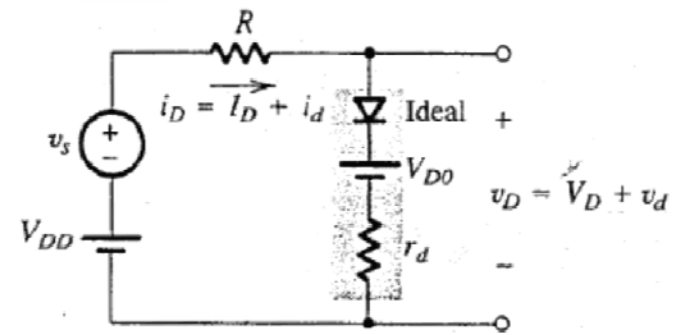 R
i_D = I_D + i_d
Ideal
+
v_s
+
−
V_D0
v_D = V_D + v_d
V_DD
r_d
−